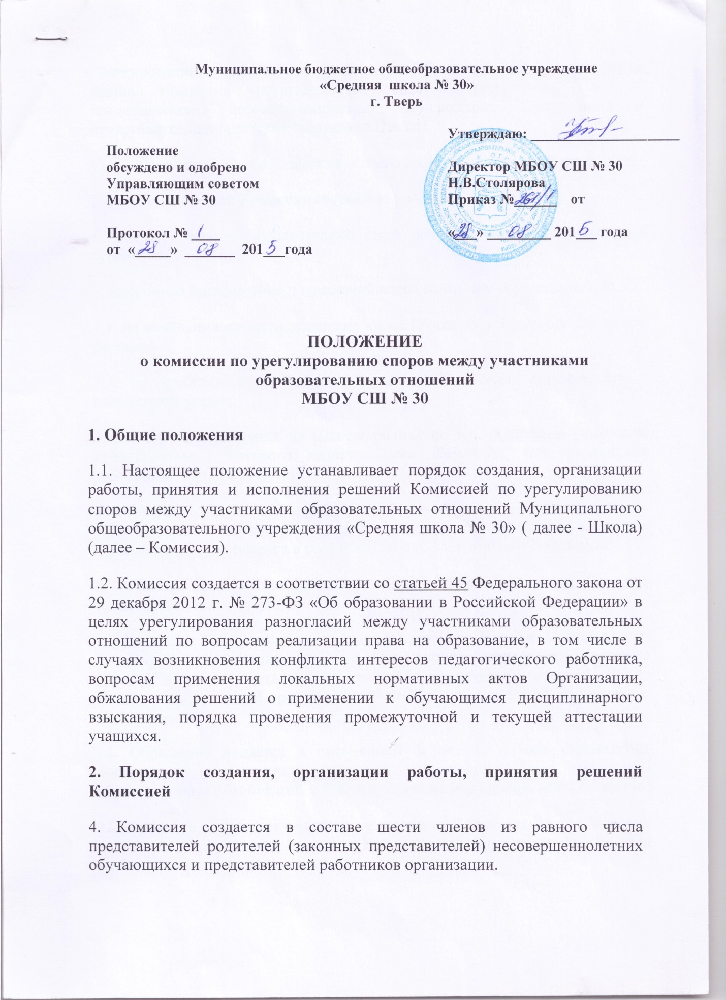 Муниципальное бюджетное общеобразовательное учреждение
«Средняя школа № 30»
г. Тверь
Положение
обсуждено и одобрено
Управляющим советом
МБОУ СШ № 30
Протокол № 1
от «28» 08 2015 года
Утверждаю:
Директор МБОУ СШ № 30
Н.В.Столярова
Приказ № 261/1 от
«28» 08 2015 года
ПОЛОЖЕНИЕ
о комиссии по урегулированию споров между участниками
образовательных отношений
МБОУ СШ № 30
1. Общие положения
1.1. Настоящее положение устанавливает порядок создания, организации
работы, принятия и исполнения решений Комиссией по урегулированию
споров между участниками образовательных отношений Муниципального
общеобразовательного учреждения «Средняя школа № 30» ( далее - Школа)
(далее – Комиссия).
1.2. Комиссия создается в соответствии со статьей 45 Федерального закона от
29 декабря 2012 г. № 273-ФЗ «Об образовании в Российской Федерации» в
целях урегулирования разногласий между участниками образовательных
отношений по вопросам реализации права на образование, в том числе в
случаях возникновения конфликта интересов педагогического работника,
вопросам применения локальных нормативных актов Организации,
обжалования решений о применении к обучающимся дисциплинарного
взыскания, порядка проведения промежуточной и текущей аттестации
учащихся.
2. Порядок создания, организации работы, принятия решений
Комиссией
4. Комиссия создается в составе шести членов из равного числа
представителей родителей (законных представителей) несовершеннолетних
обучающихся и представителей работников организации.